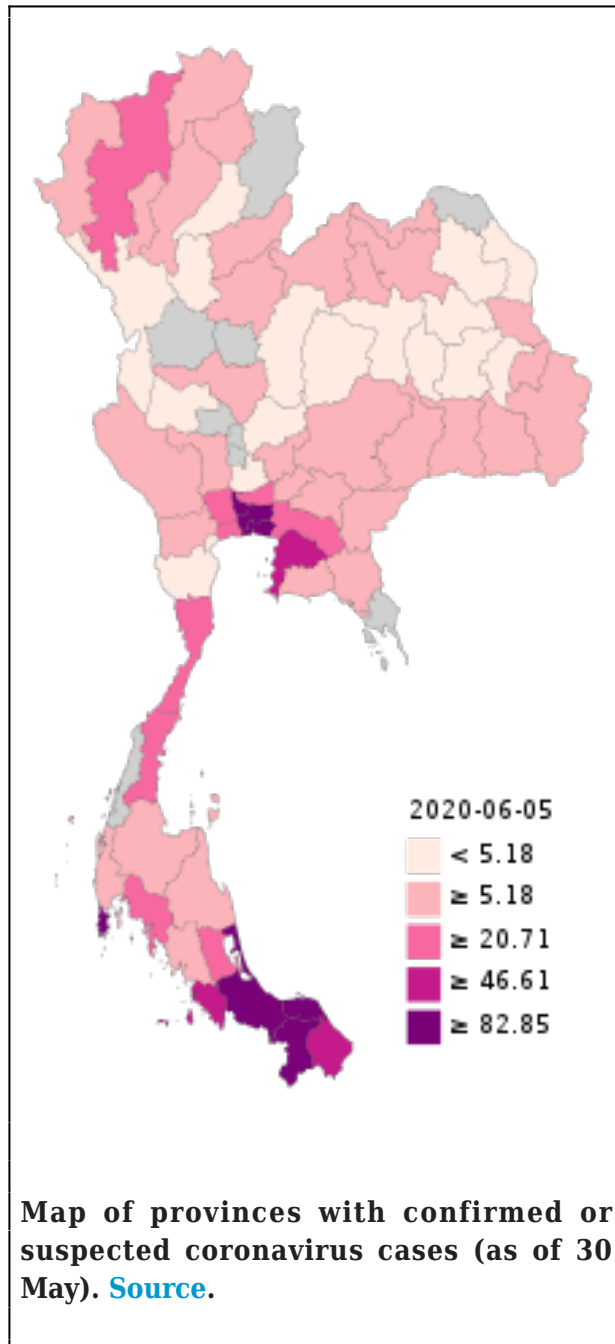 2020-06-05
< 5.18
≥ 5.18
≥ 20.71
≥ 46.61
≥ 82.85
Map of provinces with confirmed or
suspected coronavirus cases (as of 30
May). Source.